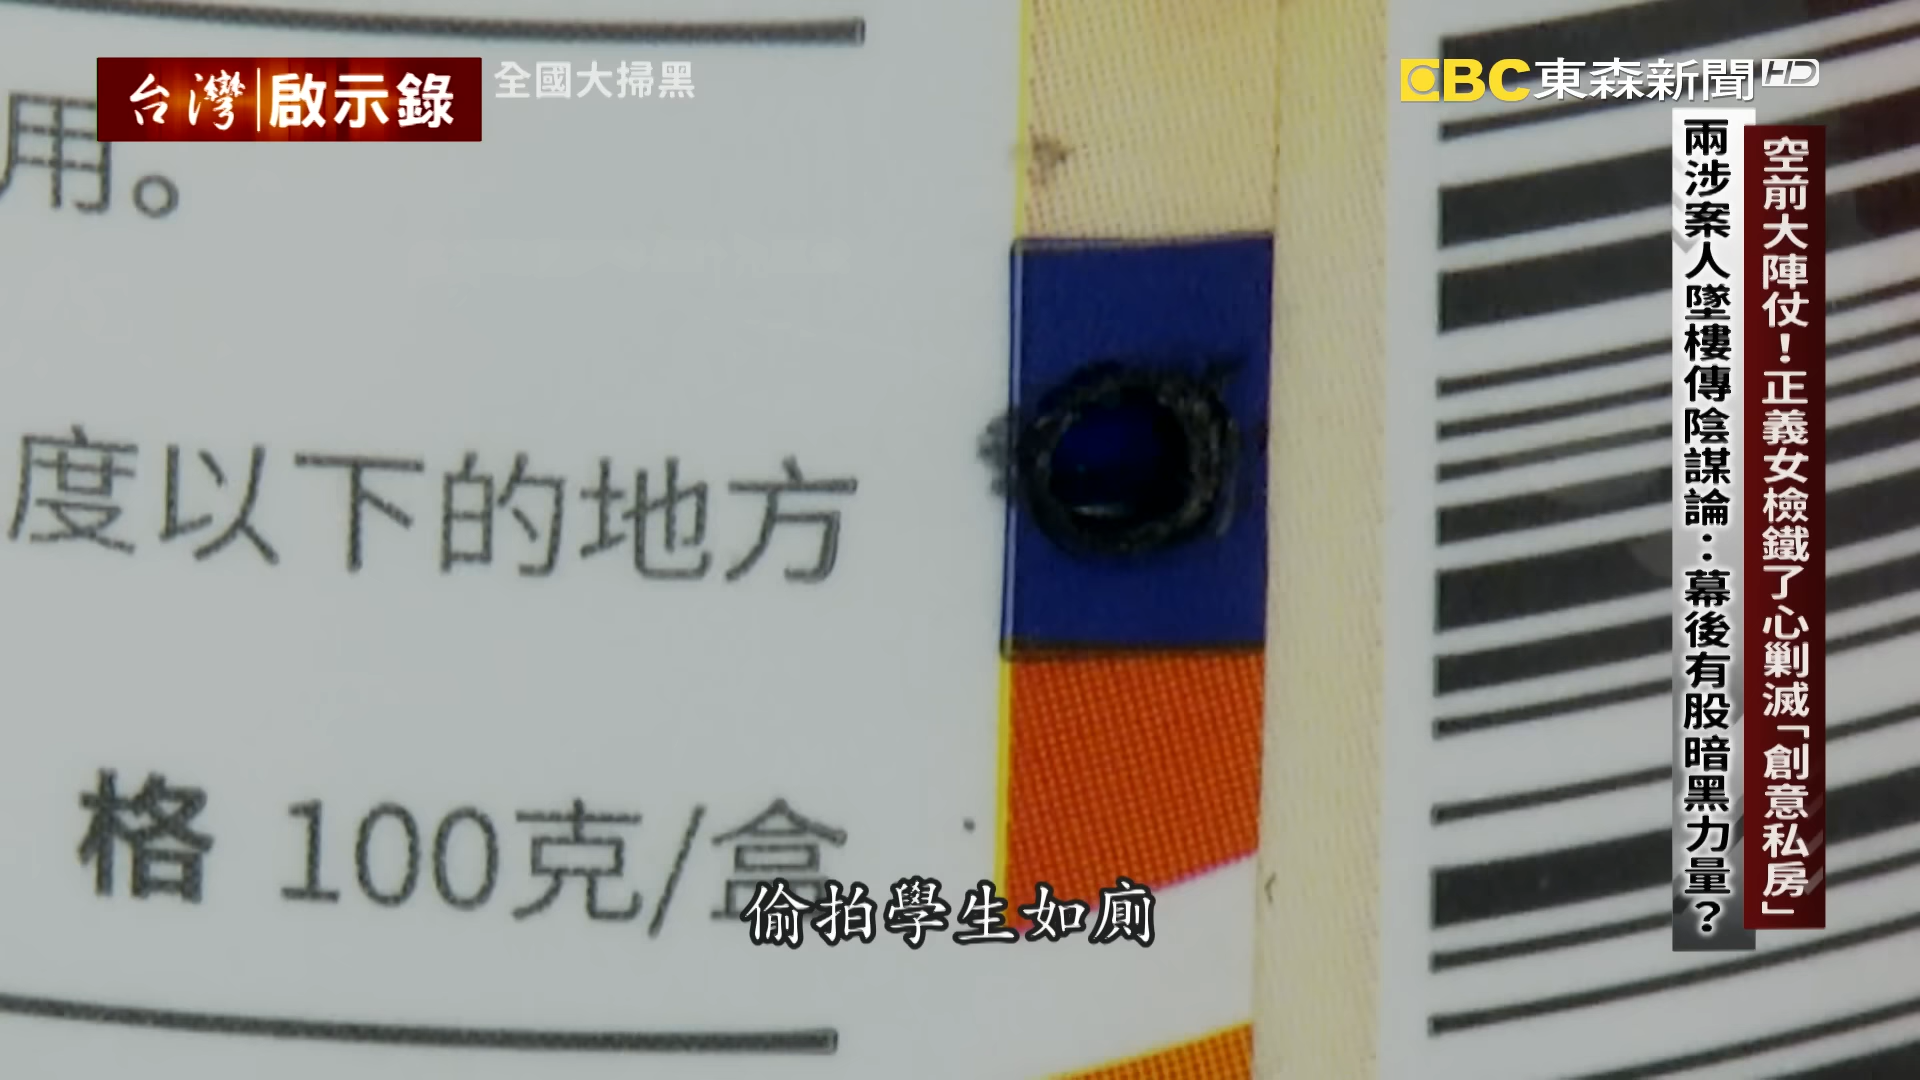 台灣啟示錄
全國大掃黑
EBC東森新聞HD
空前大陣仗！正義女檢鐵了心剿滅「創意私房」
兩涉案人墜樓傳陰謀論：幕後有股暗黑力量？
用。
度以下的地方
格 100克/盒
偷拍學生如廁